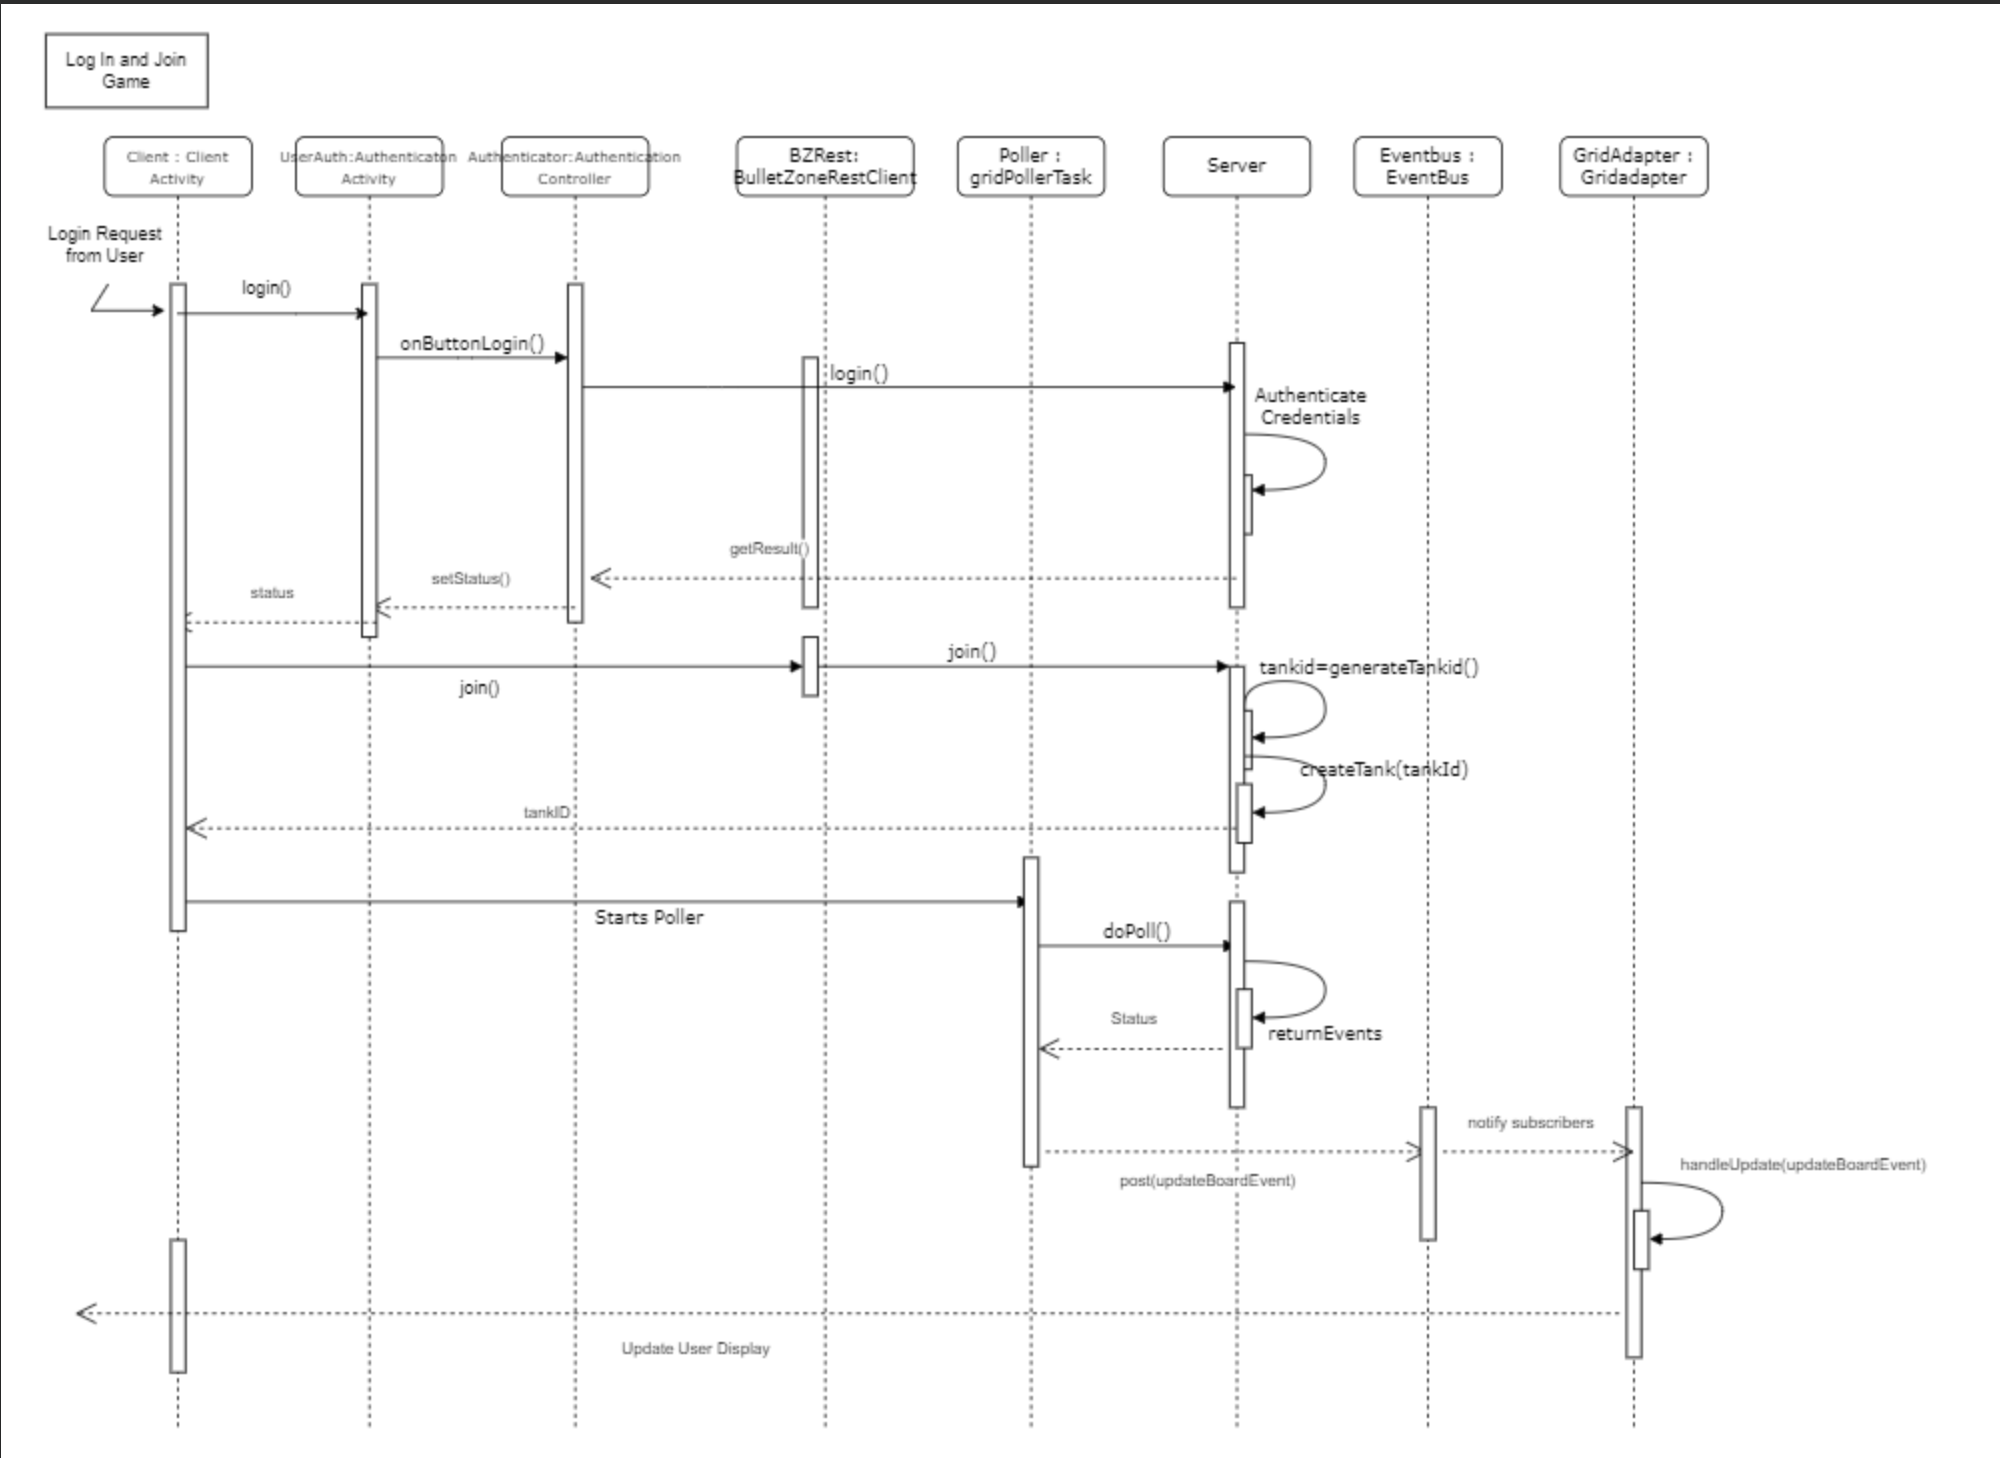 Log In and Join
Game
Client : Client
Activity
UserAuth:Authenticaton
Activity
Authenticator:Authentication
Controller
BZRest:
BulletZoneRestClient
Poller :
gridPollerTask
Server
Eventbus :
EventBus
GridAdapter :
Gridadapter
Login Request
from User
login()
onButtonLogin()
login()
Authenticate
Credentials
getResult()
setStatus()
status
join()
join()
tankid=generateTankid()
createTank(tankId)
tankID
Starts Poller
doPoll()
Status
returnEvents
notify subscribers
post(updateBoardEvent)
handleUpdate(updateBoardEvent)
Update User Display